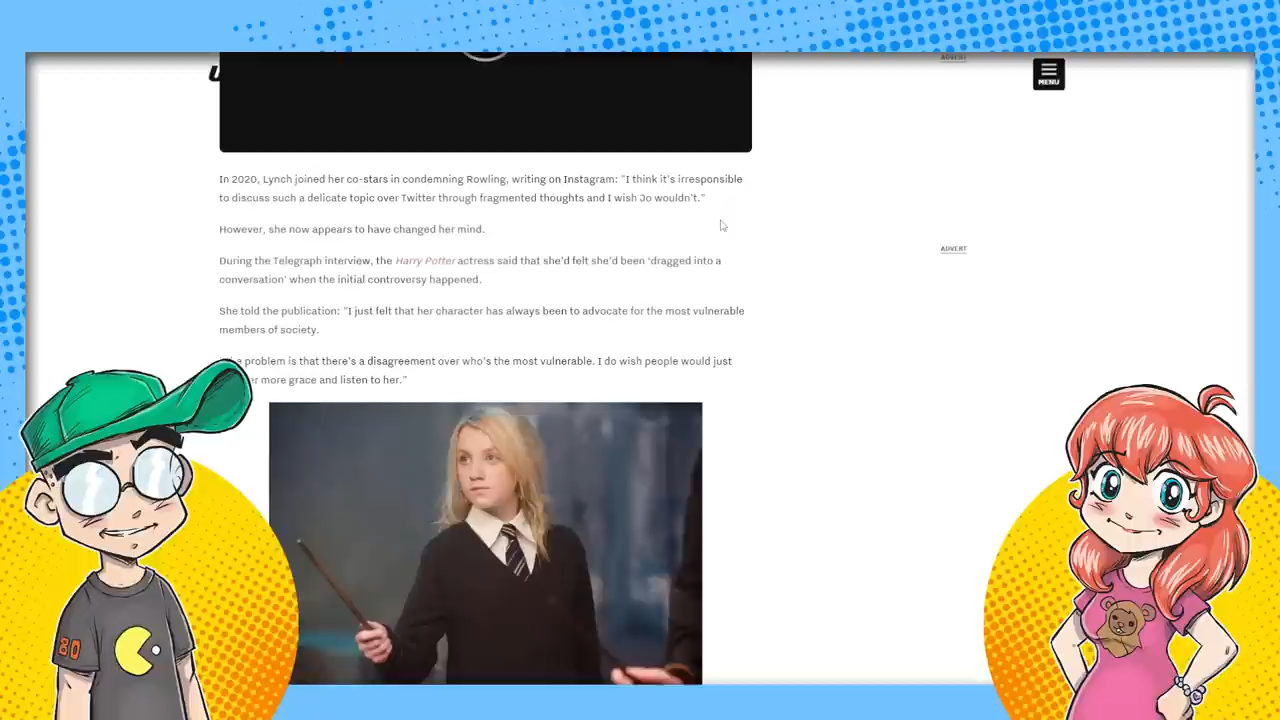 ADVERT
MENU
In 2020, Lynch joined her co-stars in condemning Rowling, writing on Instagram: “I think it’s irresponsible
to discuss such a delicate topic over Twitter through fragmented thoughts and I wish Jo wouldn’t.”
However, she now appears to have changed her mind.
ADVERT
During the Telegraph interview, the Harry Potter actress said that she’d felt she’d been ‘dragged into a
conversation’ when the initial controversy happened.
She told the publication: “I just felt that her character has always been to advocate for the most vulnerable
members of society.
problem is that there’s a disagreement over who’s the most vulnerable. I do wish people would just
more grace and listen to her.”
80